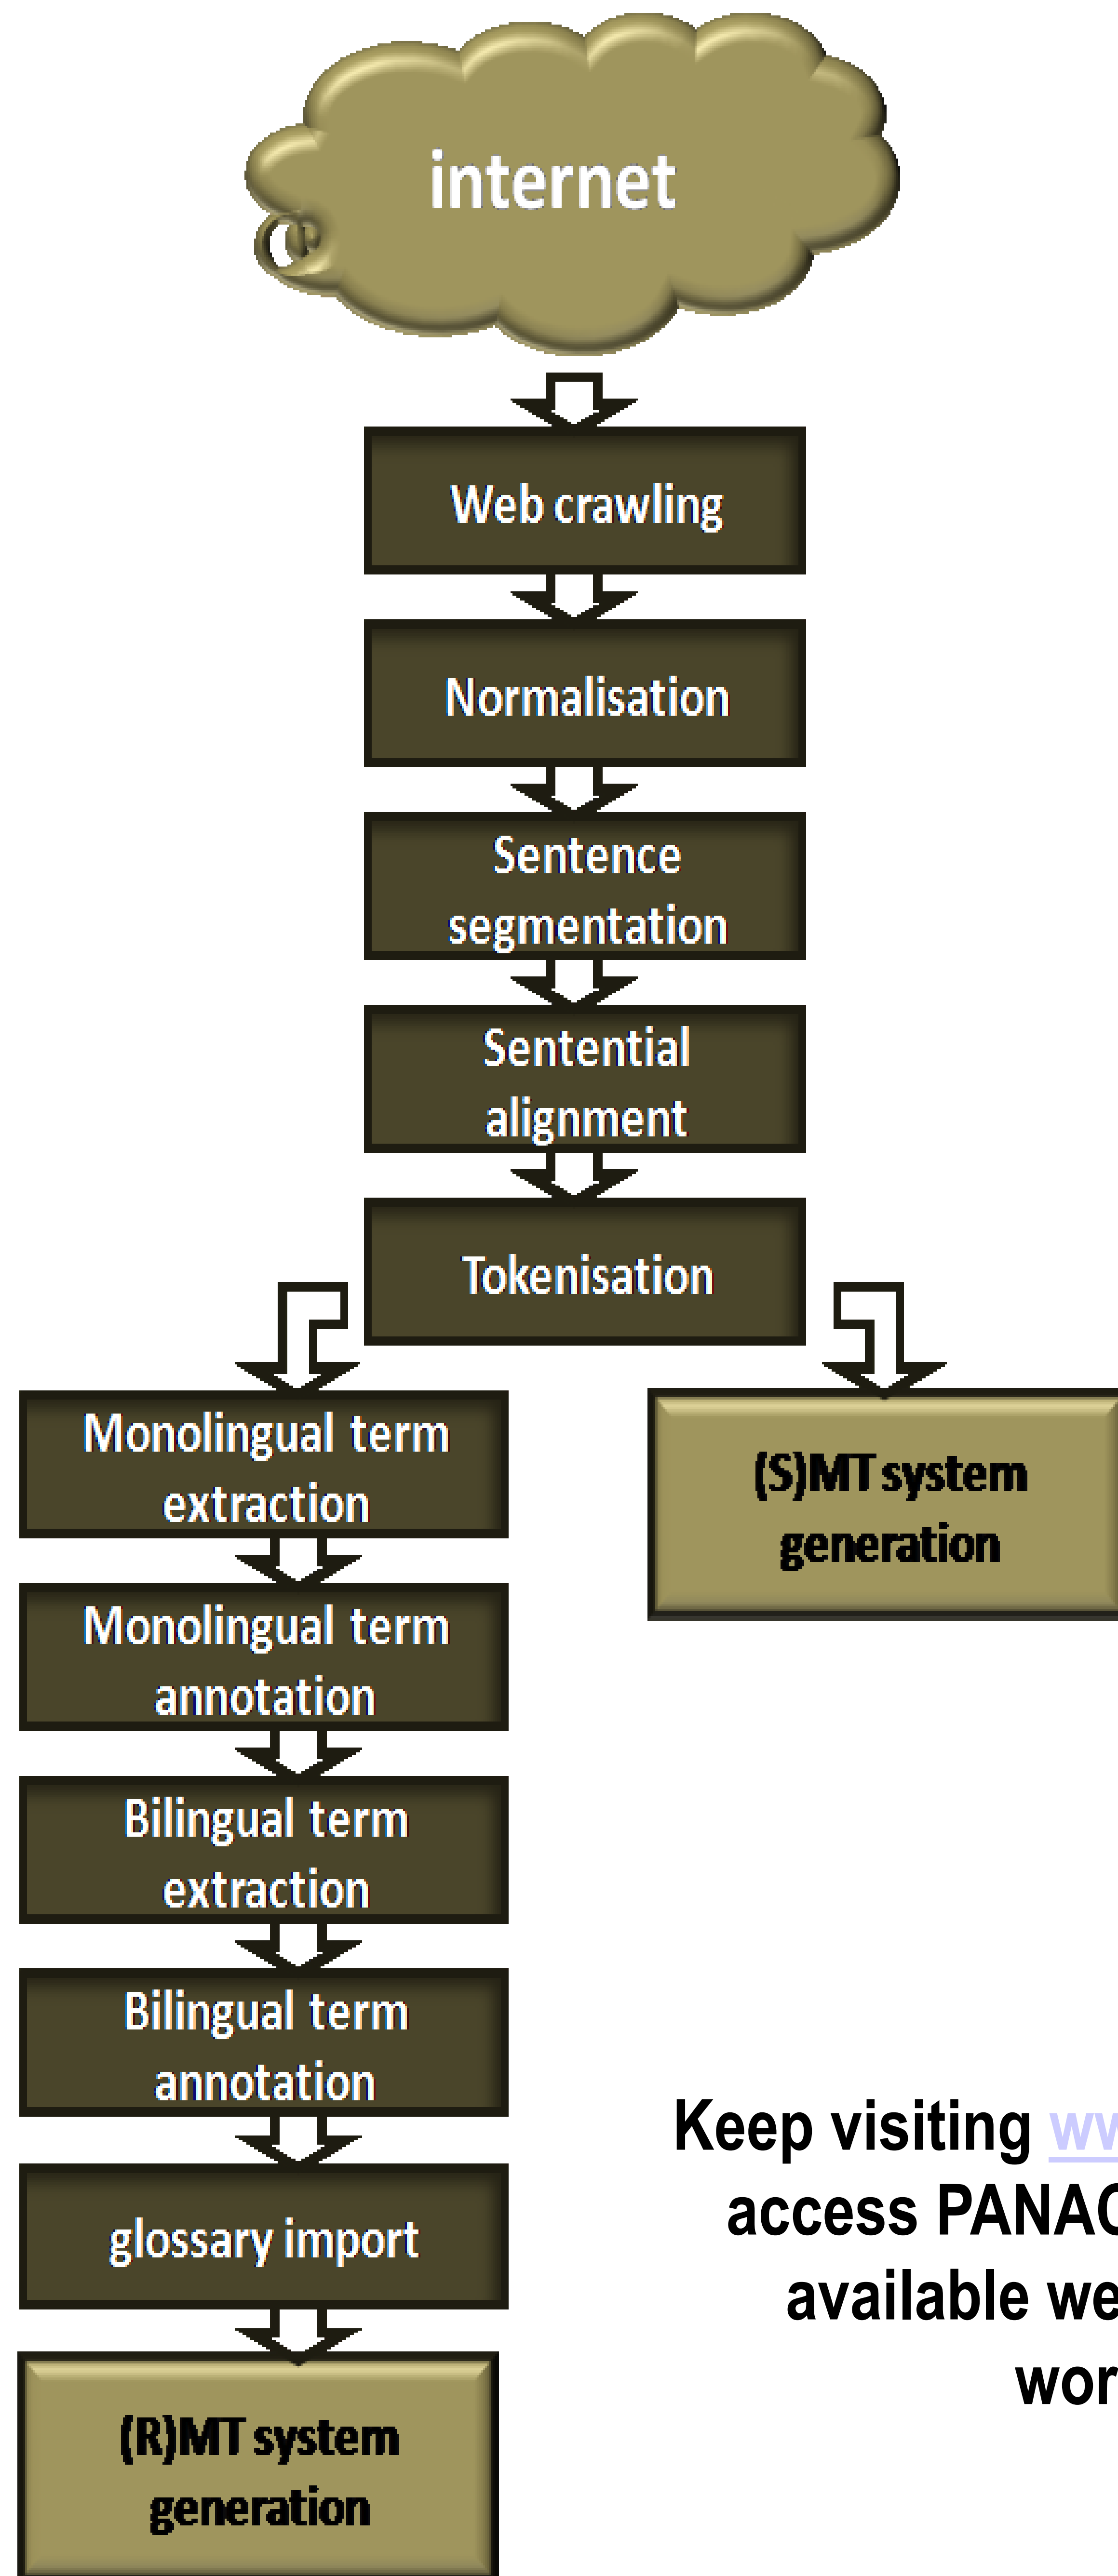 internet
Web crawling
Normalisation
Sentence
segmentation
Sentential
alignment
Tokenisation
Monolingual term
extraction
(S)MT system
generation
Monolingual term
annotation
Bilingual term
extraction
Bilingual term
annotation
glossary import
(R)MT system
generation
Keep visiting
access
available